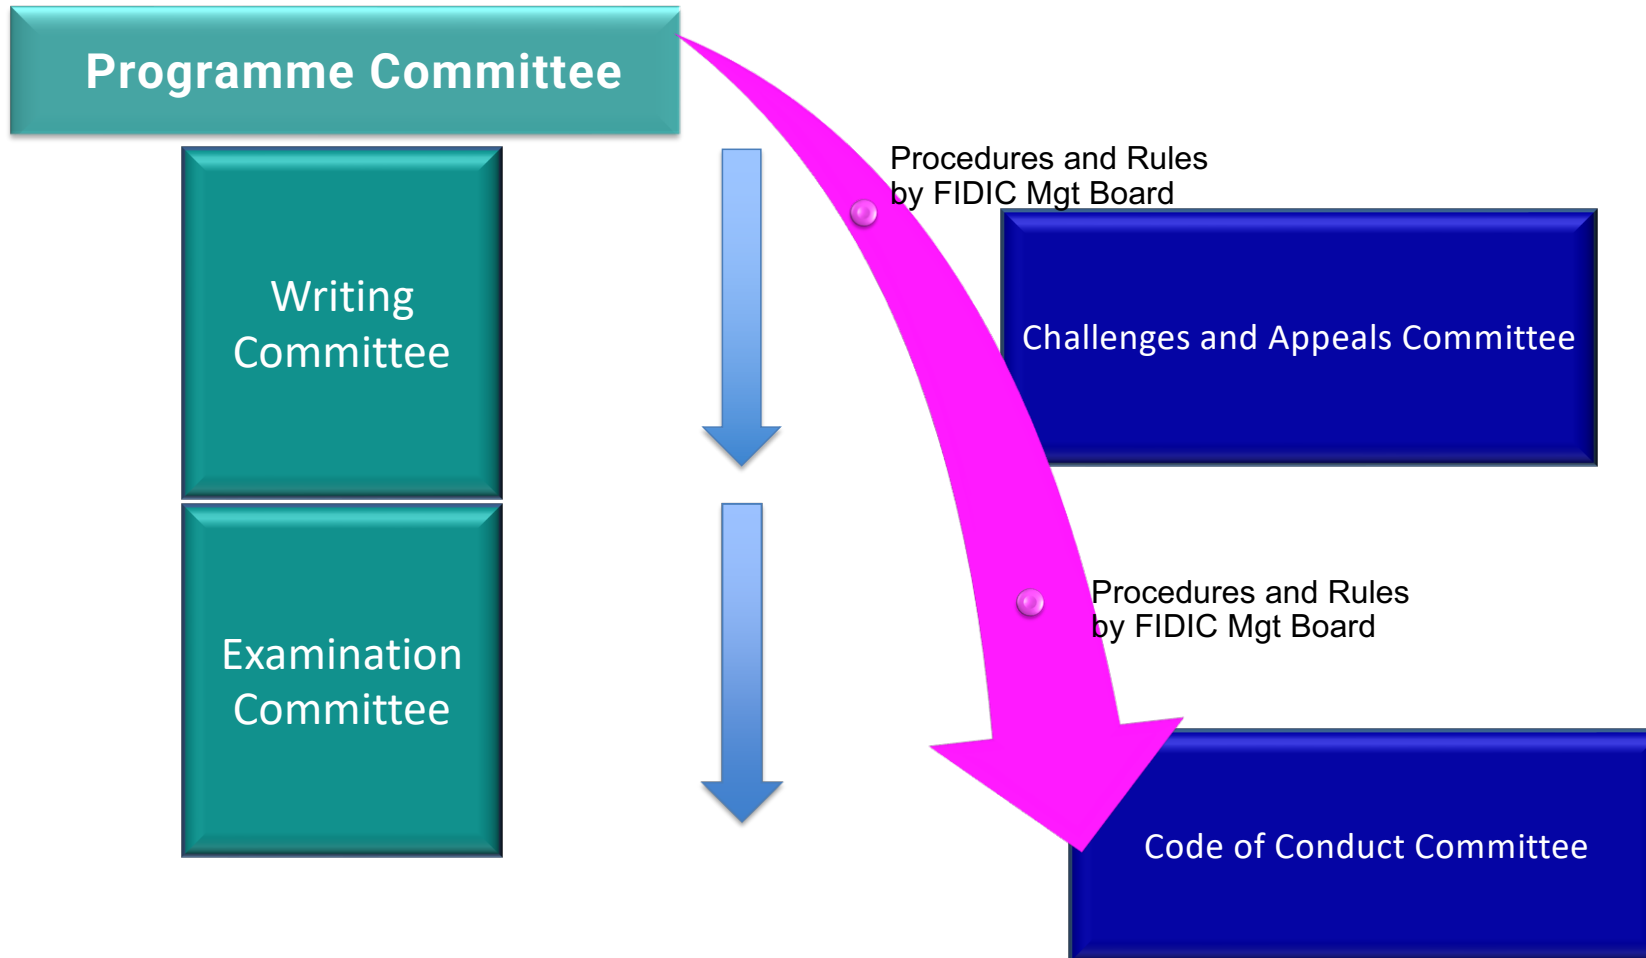 Programme Committee
Writing
Committee
Examination
Committee
Procedures and Rules
by FIDIC Mgt Board
Challenges and Appeals Committee
Procedures and Rules
by FIDIC Mgt Board
Code of Conduct Committee